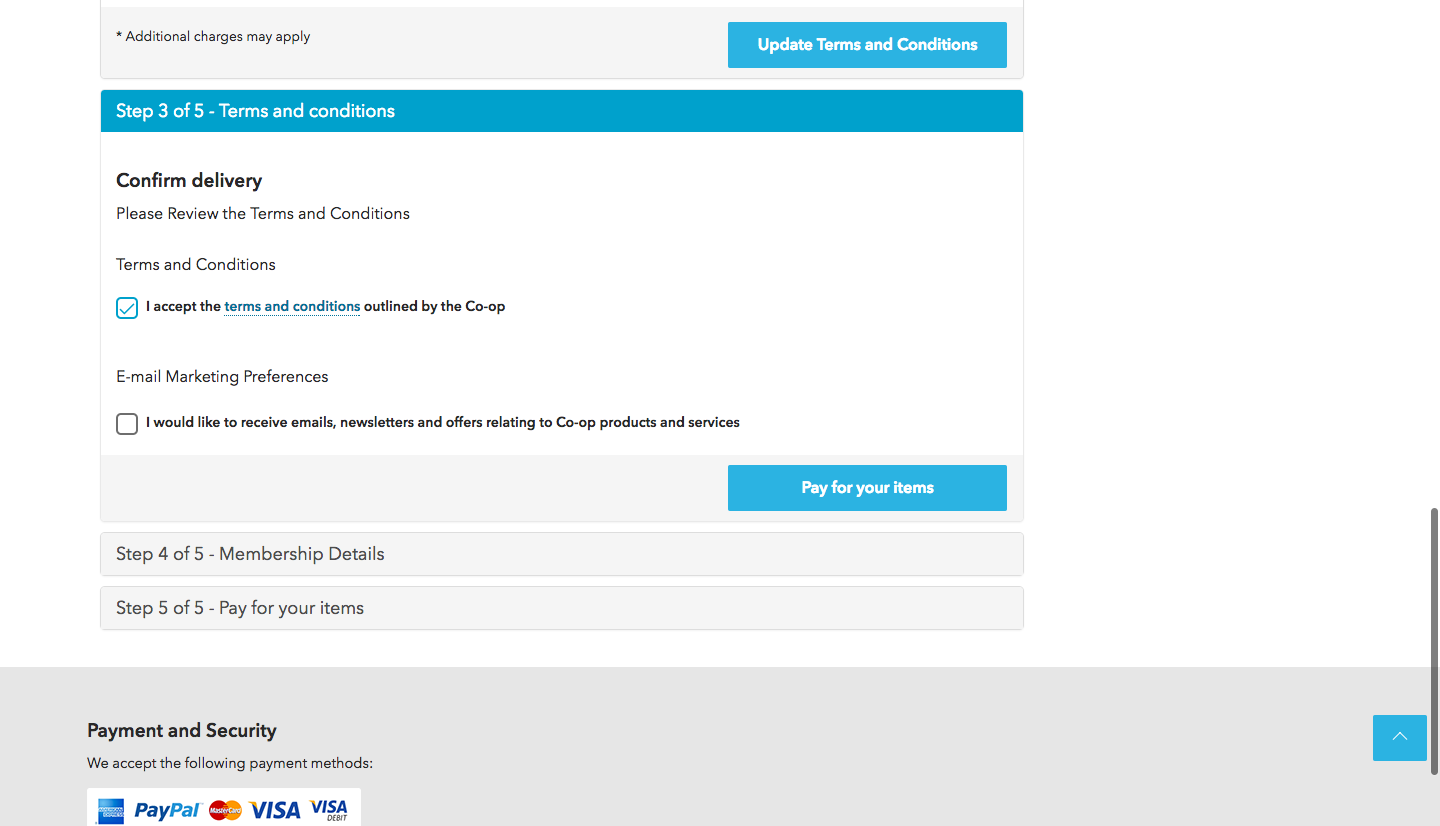 * Additional charges may apply
Update Terms and Conditions
Step 3 of 5 - Terms and conditions
Confirm delivery
Please Review the Terms and Conditions
Terms and Conditions
I accept the terms and conditions outlined by the Co-op
E-mail Marketing Preferences
I would like to receive emails, newsletters and offers relating to Co-op products and services
Pay for your items
Step 4 of 5 - Membership Details
Step 5 of 5 - Pay for your items
Payment and Security
We accept the following payment methods:
AMERICAN EXPRESS PayPal MasterCard VISA VISA DEBIT